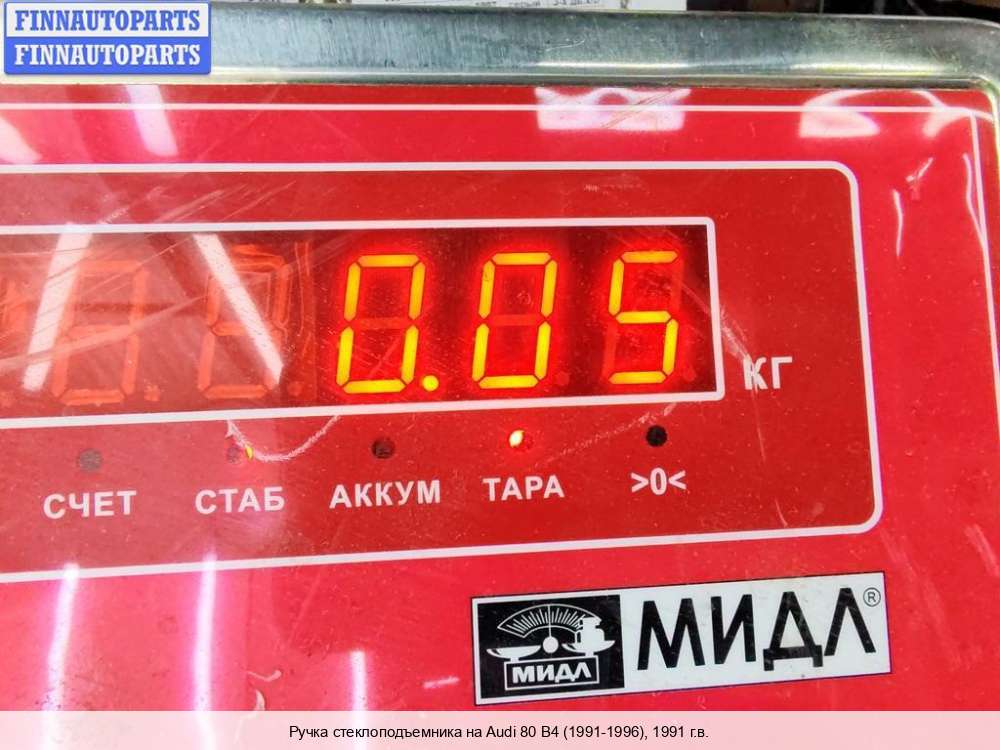 FINNAUTOPARTS
FINNAUTOPARTS
0.05
КГ
СЧЕТ СТАБ АККУМ ТАРА >0<
МИДЛ МИДЛ®
Ручка стеклоподъемника на Audi 80 B4 (1991-1996), 1991 г.в.